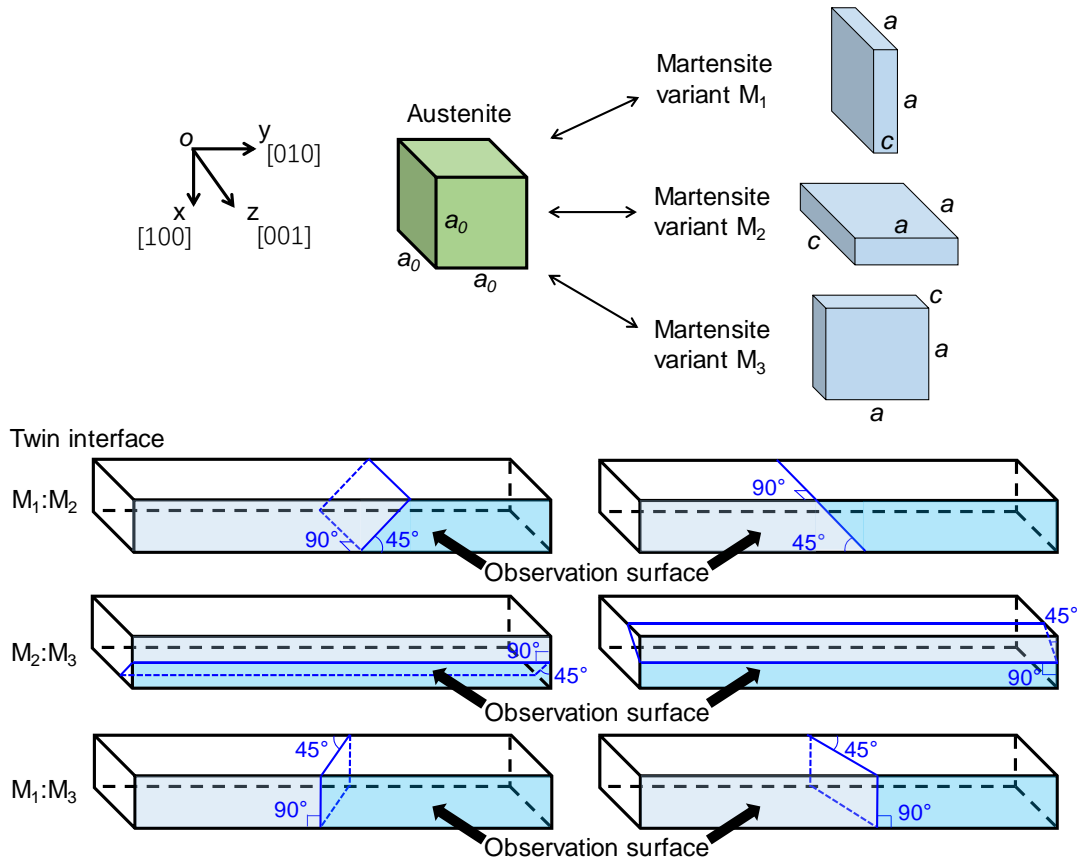 Austenite
o
y
[010]
x
[100]
z
[001]
a₀
a₀
a₀
Martensite
variant M₁
a
a
c
Martensite
variant M₂
a
a
c
Martensite
variant M₃
c
a
a
Twin interface
M₁:M₂
90°
45°
90°
45°
Observation surface
M₂:M₃
90°
45°
45°
90°
Observation surface
M₁:M₃
45°
90°
45°
90°
Observation surface